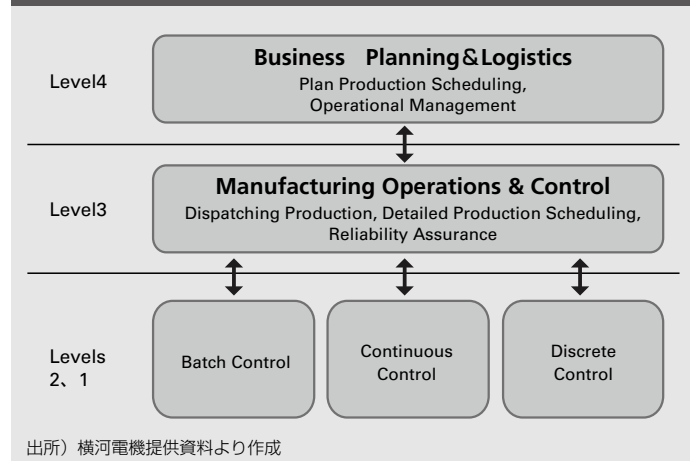 Level4
Business Planning&Logistics
Plan Production Scheduling,
Operational Management
Level3
Manufacturing Operations & Control
Dispatching Production, Detailed Production Scheduling,
Reliability Assurance
Levels
2、1
Batch Control
Continuous
Control
Discrete
Control
出所）横河電機提供資料より作成